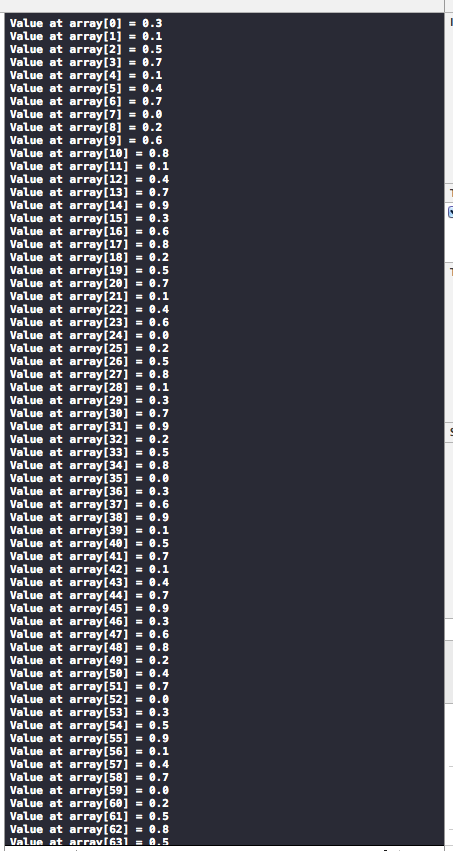 Value at array[0] = 0.3
Value at array[1] = 0.1
Value at array[2] = 0.5
Value at array[3] = 0.7
Value at array[4] = 0.1
Value at array[5] = 0.4
Value at array[6] = 0.7
Value at array[7] = 0.0
Value at array[8] = 0.2
Value at array[9] = 0.6
Value at array[10] = 0.8
Value at array[11] = 0.1
Value at array[12] = 0.4
Value at array[13] = 0.7
Value at array[14] = 0.9
Value at array[15] = 0.3
Value at array[16] = 0.6
Value at array[17] = 0.8
Value at array[18] = 0.2
Value at array[19] = 0.5
Value at array[20] = 0.7
Value at array[21] = 0.1
Value at array[22] = 0.4
Value at array[23] = 0.6
Value at array[24] = 0.0
Value at array[25] = 0.2
Value at array[26] = 0.5
Value at array[27] = 0.8
Value at array[28] = 0.1
Value at array[29] = 0.3
Value at array[30] = 0.7
Value at array[31] = 0.9
Value at array[32] = 0.2
Value at array[33] = 0.5
Value at array[34] = 0.8
Value at array[35] = 0.0
Value at array[36] = 0.3
Value at array[37] = 0.6
Value at array[38] = 0.9
Value at array[39] = 0.1
Value at array[40] = 0.5
Value at array[41] = 0.7
Value at array[42] = 0.1
Value at array[43] = 0.4
Value at array[44] = 0.7
Value at array[45] = 0.9
Value at array[46] = 0.3
Value at array[47] = 0.6
Value at array[48] = 0.8
Value at array[49] = 0.2
Value at array[50] = 0.4
Value at array[51] = 0.7
Value at array[52] = 0.0
Value at array[53] = 0.3
Value at array[54] = 0.5
Value at array[55] = 0.9
Value at array[56] = 0.1
Value at array[57] = 0.4
Value at array[58] = 0.7
Value at array[59] = 0.0
Value at array[60] = 0.2
Value at array[61] = 0.5
Value at array[62] = 0.8
Value at array[63] = 0.5